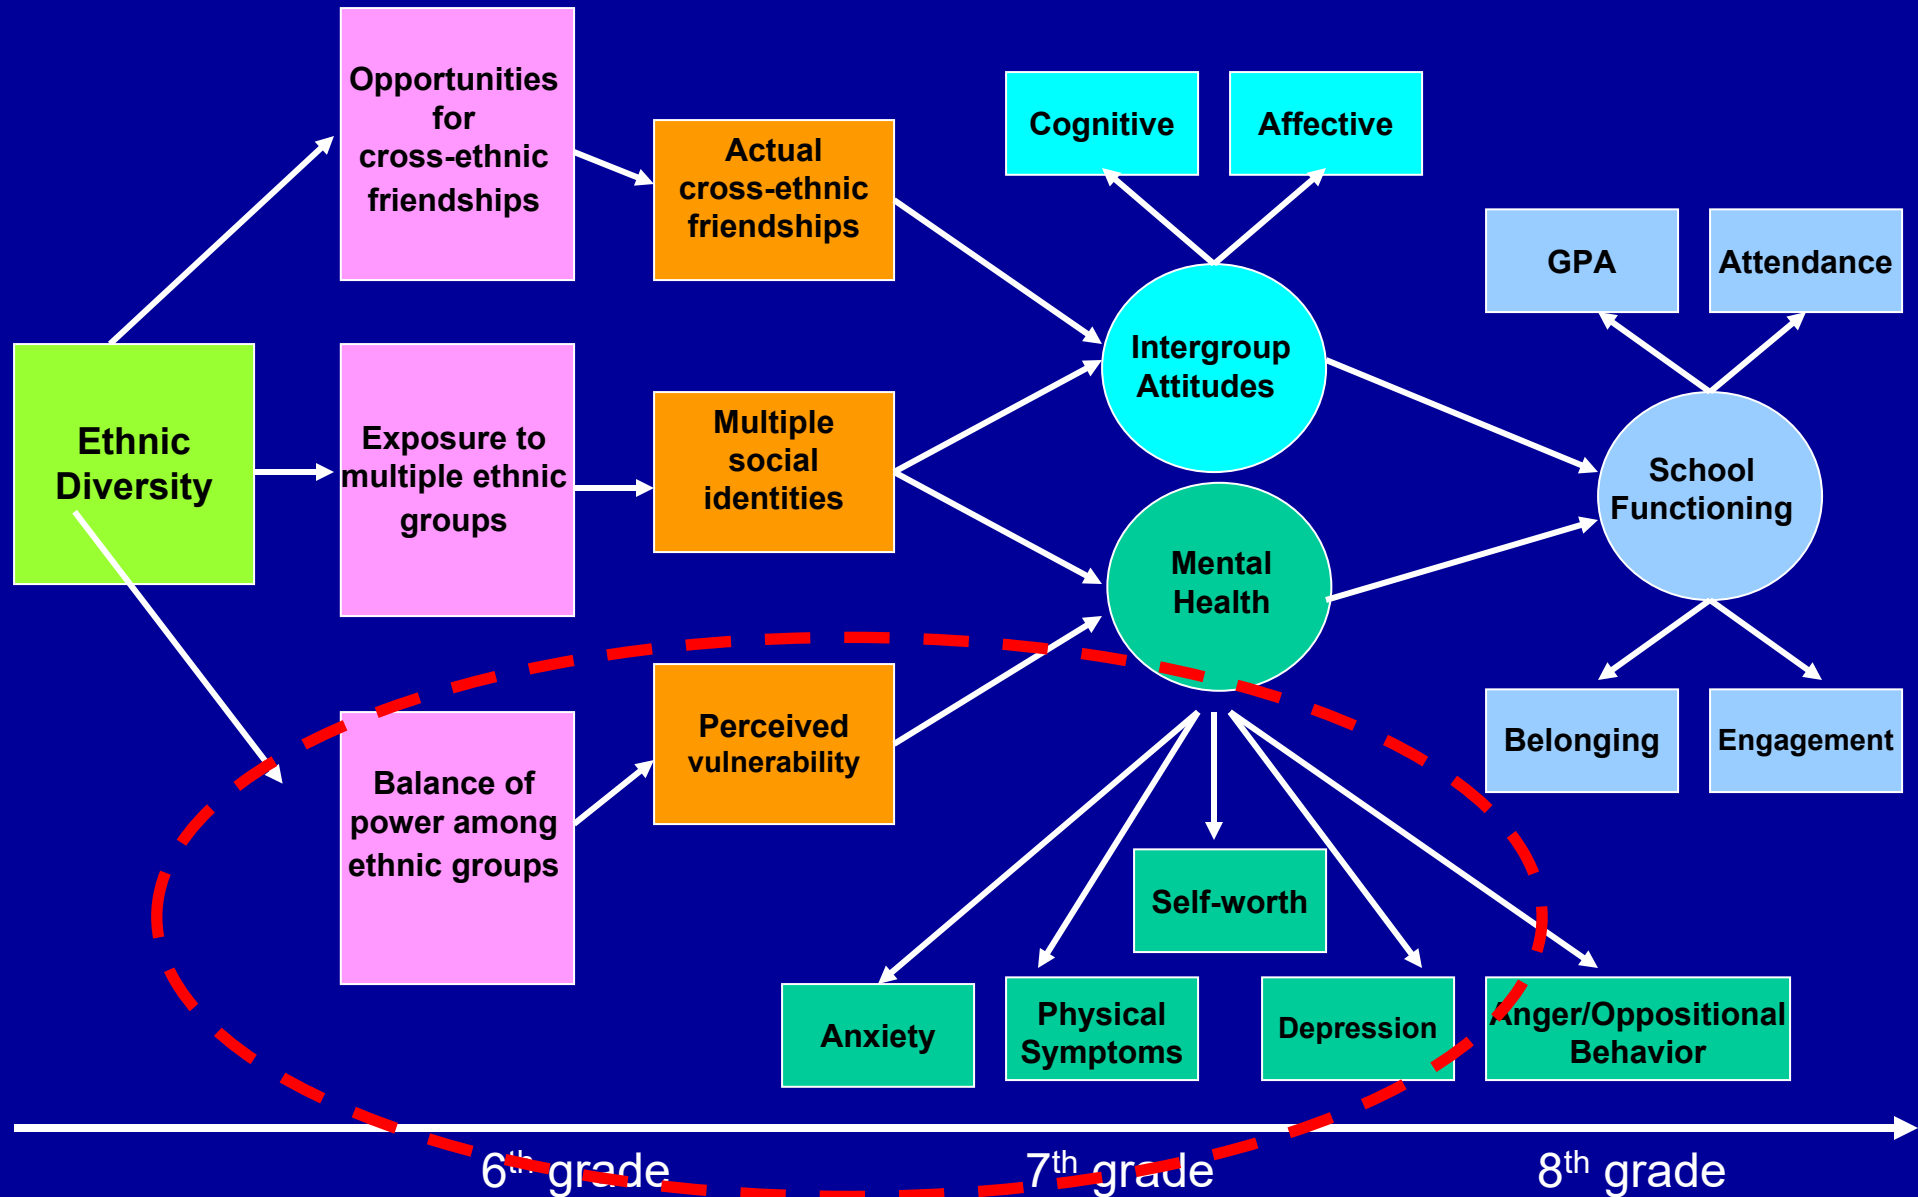 Opportunities
for
cross-ethnic
friendships
Actual
cross-ethnic
friendships
Cognitive
Affective
GPA
Attendance
Intergroup
Attitudes
Ethnic
Diversity
Exposure to
multiple ethnic
groups
Multiple
social
identities
School
Functioning
Mental
Health
Balance of
power among
ethnic groups
Perceived
vulnerability
Belonging
Engagement
Self-worth
Anxiety
Physical
Symptoms
Depression
Anger/Oppositional
Behavior
6th grade
7th grade
8th grade